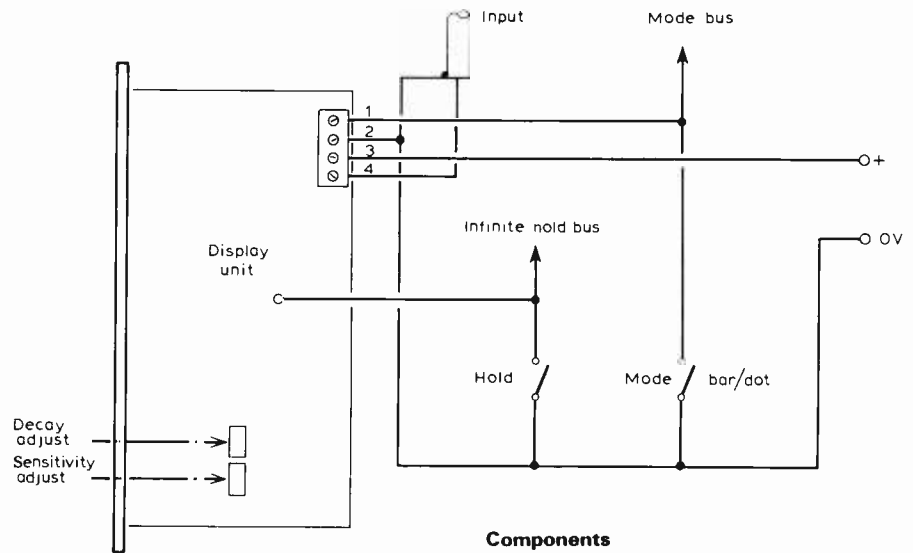 Input
Mode bus
1
2
3
4
+
Infinite nold bus
0V
Display
unit
Hold
Mode
bar/dot
Decay
adjust
Sensitivity
adjust
Components